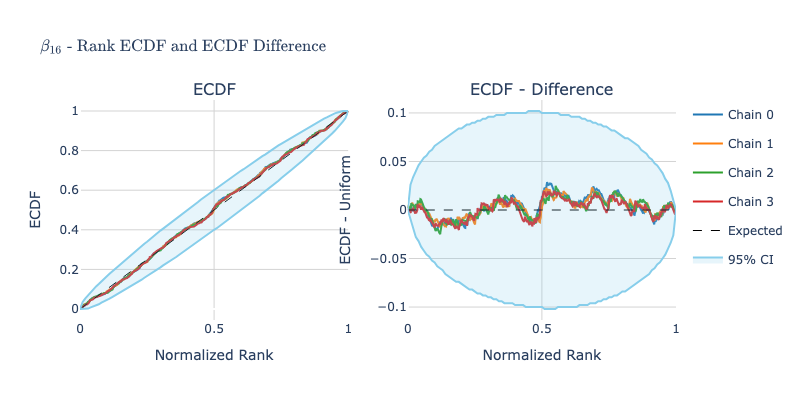 β₁₆ - Rank ECDF and ECDF Difference
ECDF
ECDF - Difference
ECDF
1
0.8
0.6
0.4
0.2
0
0
0.5
1
Normalized Rank
ECDF - Uniform
0.1
0.05
0
−0.05
−0.1
0
0.5
1
Normalized Rank
Chain 0
Chain 1
Chain 2
Chain 3
Expected
95% CI